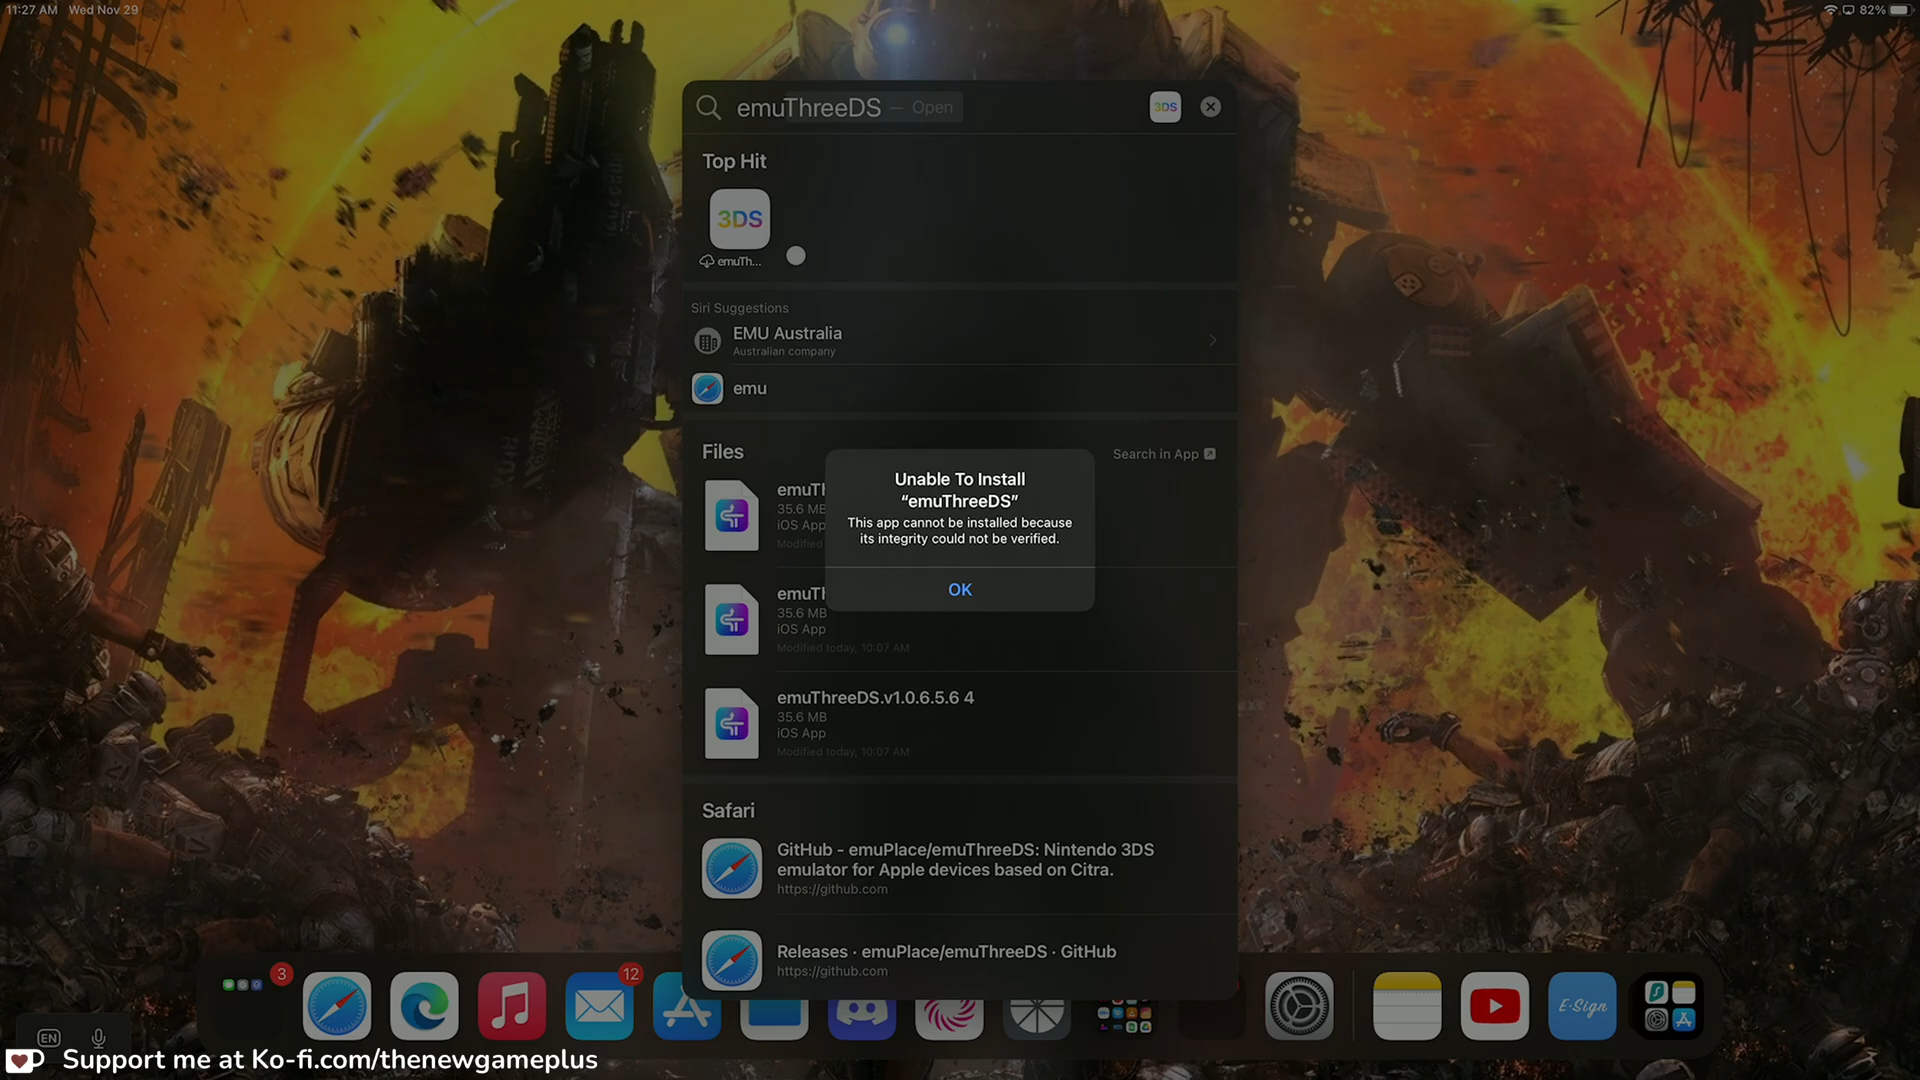 11:27 AM Wed Nov 29
82%
emuThreeDS — Open
3DS
Top Hit
3DS
emuTh...
Siri Suggestions
EMU Australia
Australian company
emu
Files
Search in App
emuTh
35.6 MB
iOS App
Modified
emuTh
35.6 MB
iOS App
Modified today, 10:07 AM
emuThreeDS.v1.0.6.5.6 4
35.6 MB
iOS App
Modified today, 10:07 AM
Unable To Install
“emuThreeDS”
This app cannot be installed because
its integrity could not be verified.
OK
Safari
GitHub - emuPlace/emuThreeDS: Nintendo 3DS
emulator for Apple devices based on Citra.
https://github.com
Releases · emuPlace/emuThreeDS · GitHub
https://github.com
3
12
E-Sign
EN
Support me at Ko-fi.com/thenewgameplus